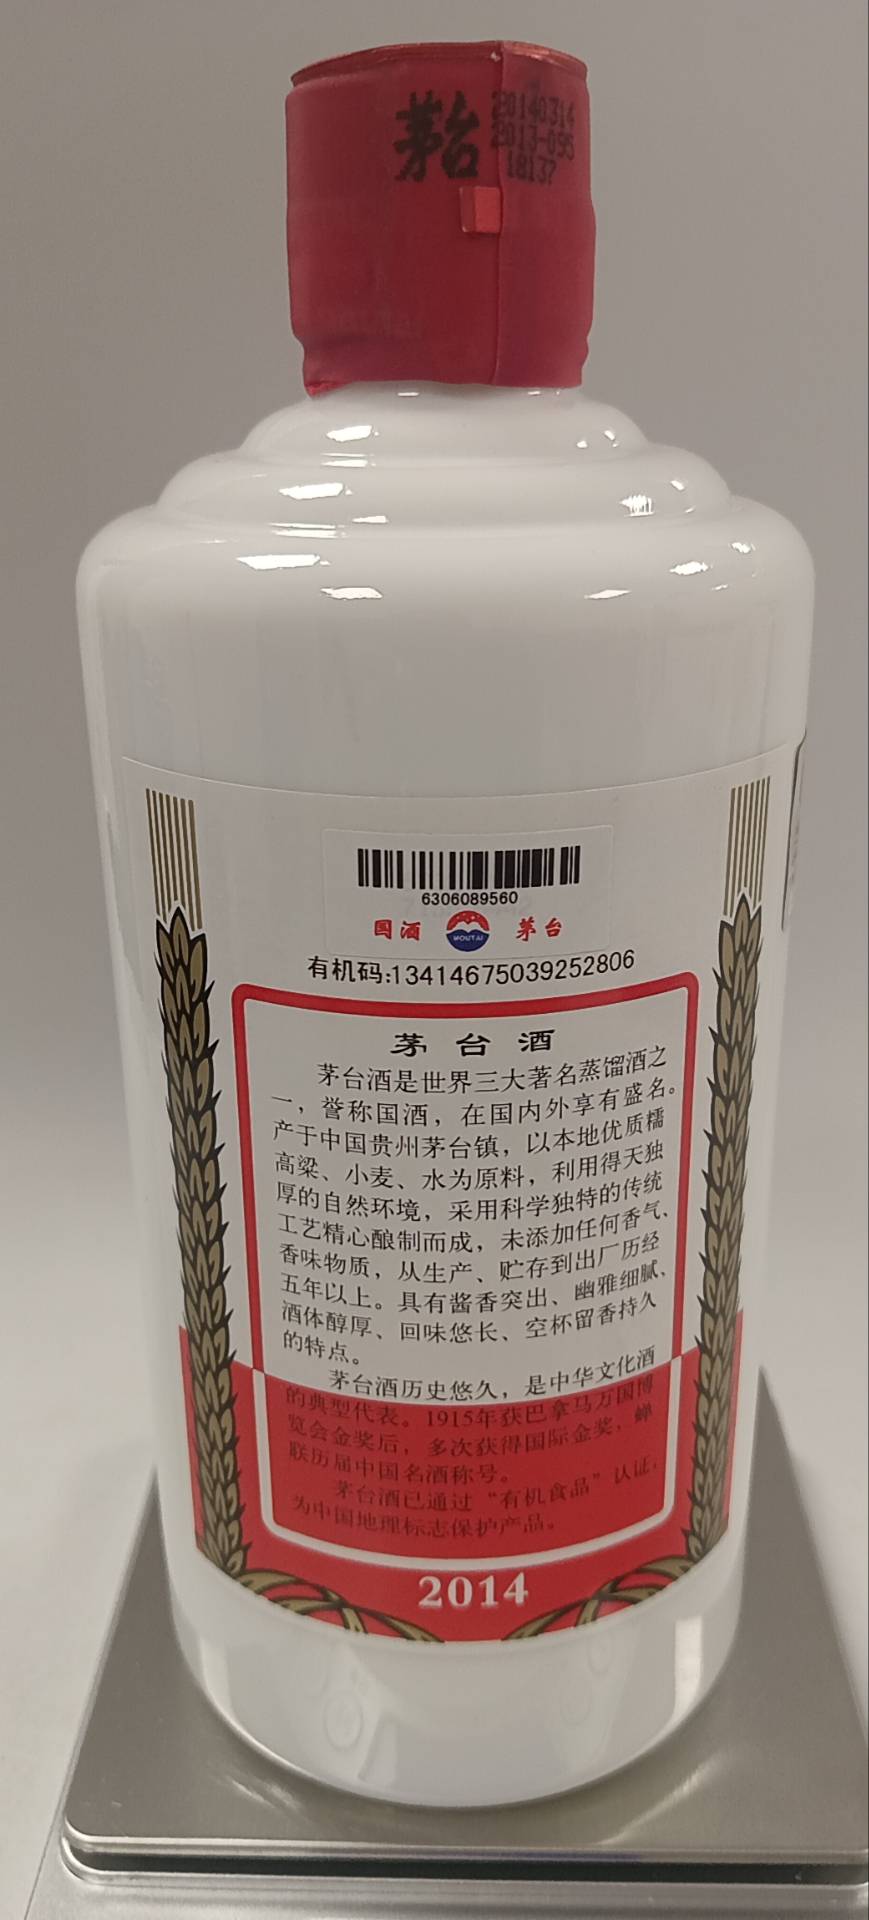 茅台
20140314
2013-095
18137
6306089560
国酒 MOUTAI 茅台
有机码:13414675039252806
茅台酒
茅台酒是世界三大著名蒸馏酒之
一，誉称国酒，在国内外享有盛名。
产于中国贵州茅台镇，以本地优质糯
高粱、小麦、水为原料，利用得天独
厚的自然环境，采用科学独特的传统
工艺精心酿制而成，未添加任何香气、
香味物质，从生产、贮存到出厂历经
五年以上。具有酱香突出、幽雅细腻、
酒体醇厚、回味悠长、空杯留香持久
的特点。
茅台酒历史悠久，是中华文化酒
的典型代表。1915年获巴拿马万国博
览会金奖后，多次获得国际金奖，蝉
联历届中国名酒称号。
茅台酒已通过“有机食品”认证，
为中国地理标志保护产品。
2014